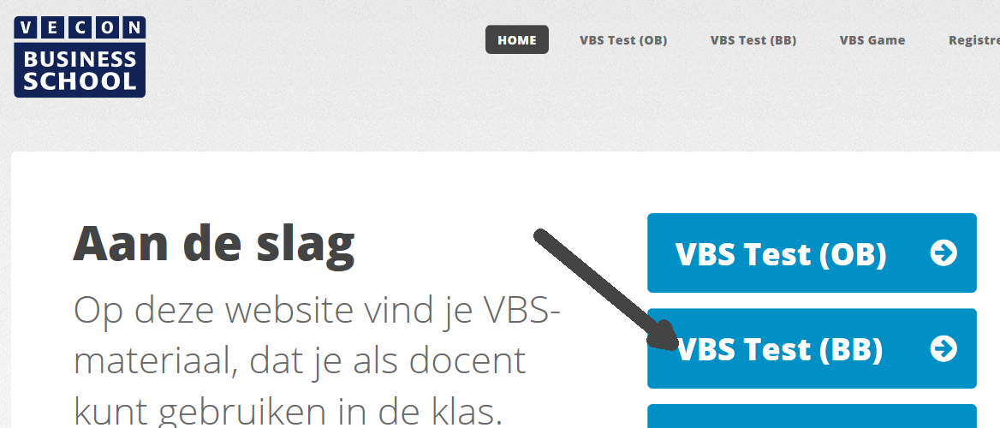 VECON
BUSINESS
SCHOOL
HOME
VBS Test (OB)
VBS Test (BB)
VBS Game
Registre
Aan de slag
Op deze website vind je VBS-
materiaal, dat je als docent
kunt gebruiken in de klas.
VBS Test (OB)
VBS Test (BB)